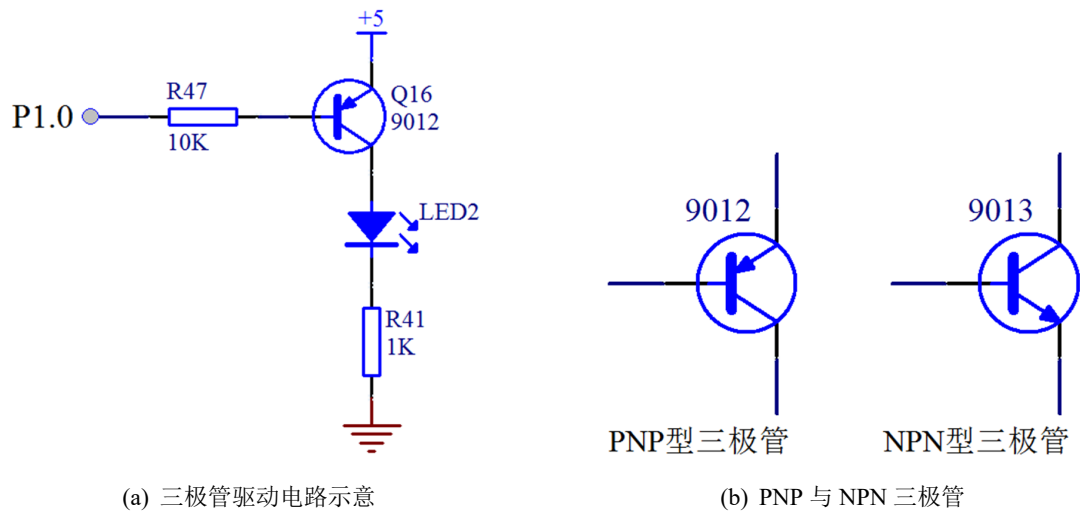 +5
R47
10K
P1.0
Q16
9012
LED2
R41
1K
9012
9013
PNP型三极管
NPN型三极管
(a) 三极管驱动电路示意
(b) PNP 与 NPN 三极管